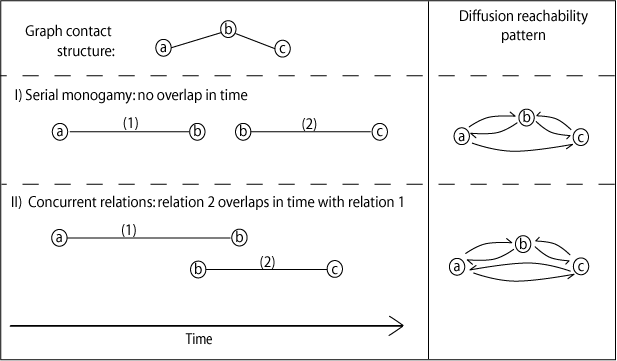 Graph contact
structure:
a
b
c
Diffusion reachability
pattern
I) Serial monogamy: no overlap in time
a (1) b b (2) c
a b c
II) Concurrent relations: relation 2 overlaps in time with relation 1
a (1) b
b (2) c
a b c
Time